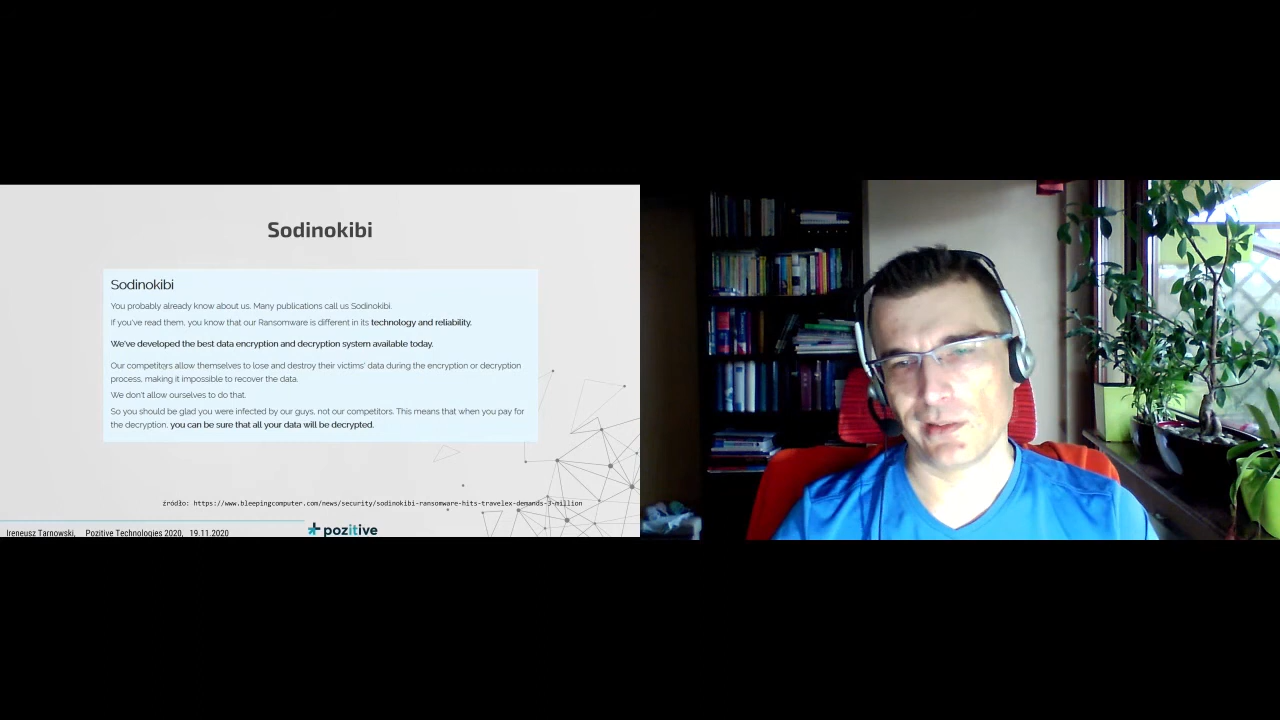 Sodinokibi
Sodinokibi
You probably already know about us. Many publications call us Sodinokibi.
If you've read them, you know that our Ransomware is different in its technology and reliability.
We've developed the best data encryption and decryption system available today.
Our competitors allow themselves to lose and destroy their victims' data during the encryption or decryption
process, making it impossible to recover the data.
We don't allow ourselves to do that.
So you should be glad you were infected by our guys, not our competitors. This means that when you pay for
the decryption, you can be sure that all your data will be decrypted.
źródło: https://www.bleepingcomputer.com/news/security/sodinokibi-ransomware-hits-travelex-demands-3-million
Ireneusz Tarnowski, Pozitive Technologies 2020, 19.11.2020
pozitive